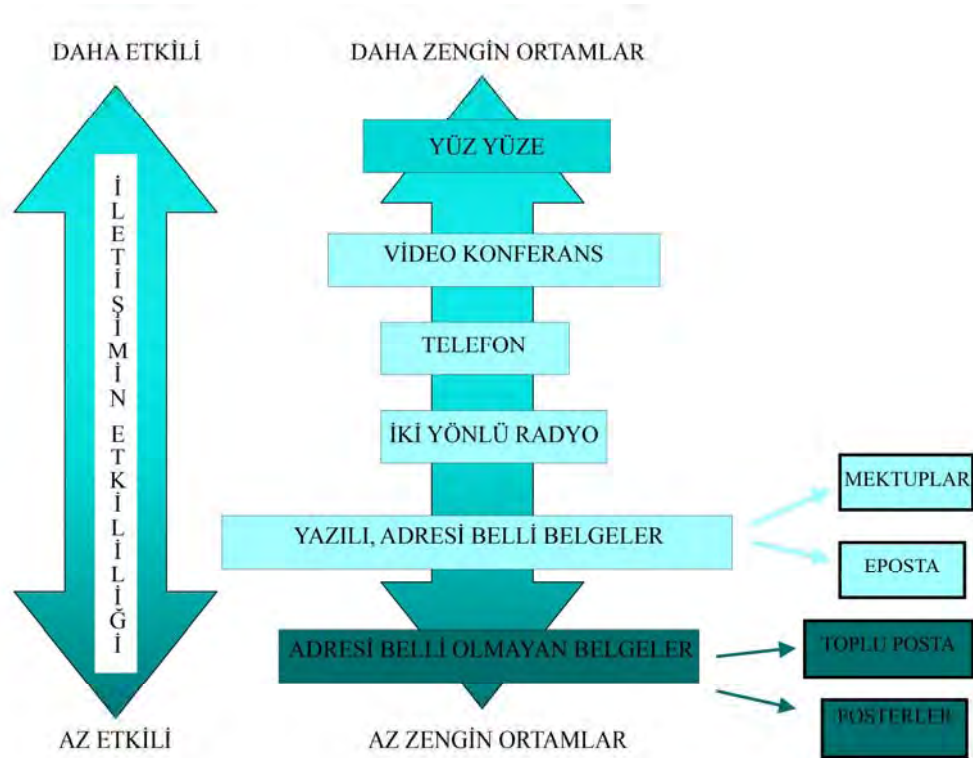 DAHA ETKİLİ
DAHA ZENGİN ORTAMLAR
İLETİŞİMİN ETKİLİLİĞİ
YÜZ YÜZE
VİDEO KONFERANS
TELEFON
İKİ YÖNLÜ RADYO
YAZILI, ADRESİ BELLİ BELGELER
MEKTUPLAR
EPOSTA
ADRESİ BELLİ OLMAYAN BELGELER
TOPLU POSTA
POSTERLER
AZ ETKİLİ
AZ ZENGİN ORTAMLAR